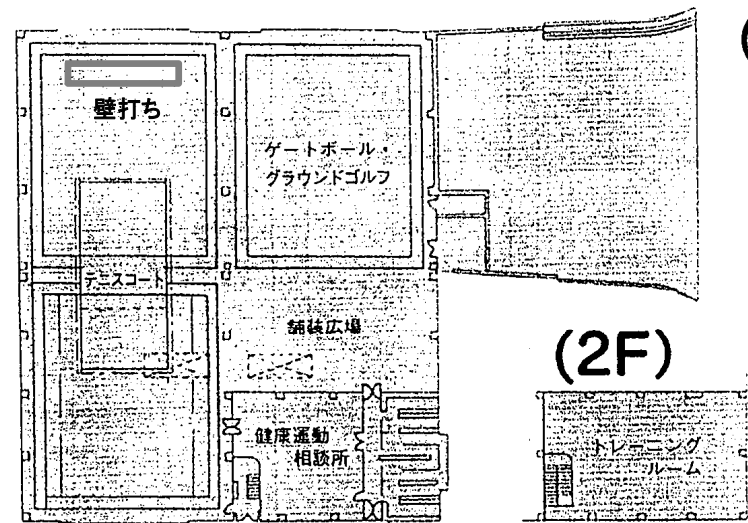 壁打ち
ゲートボール・
グラウンドゴルフ
テニスコート
舗装広場
(2F)
健康運動
相談所
トレーニング
ルーム